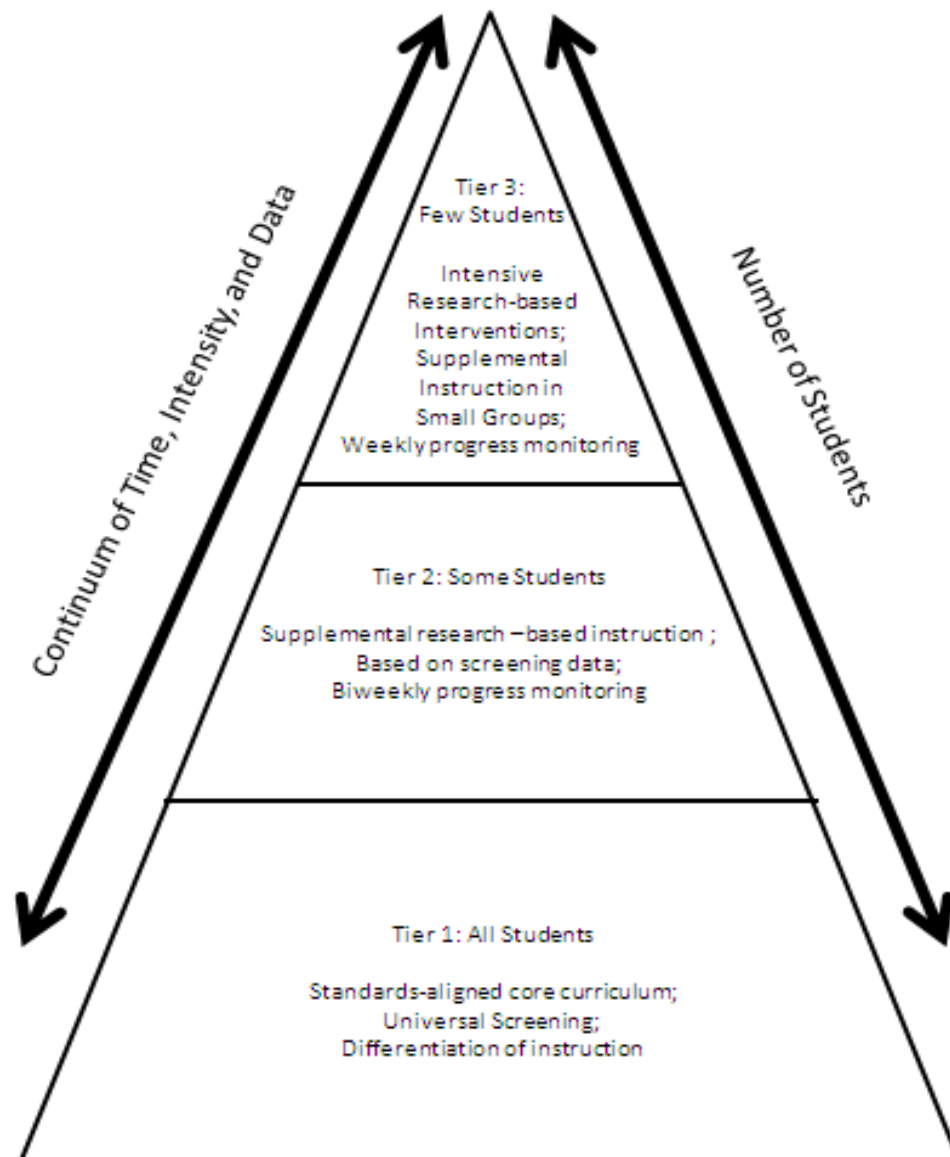 Continuum of Time, Intensity, and Data
Number of Students
Tier 3:
Few Students
Intensive
Research-based
Interventions;
Supplemental
Instruction in
Small Groups;
Weekly progress monitoring
Tier 2: Some Students
Supplemental research –based instruction ;
Based on screening data;
Biweekly progress monitoring
Tier 1: All Students
Standards-aligned core curriculum;
Universal Screening;
Differentiation of instruction